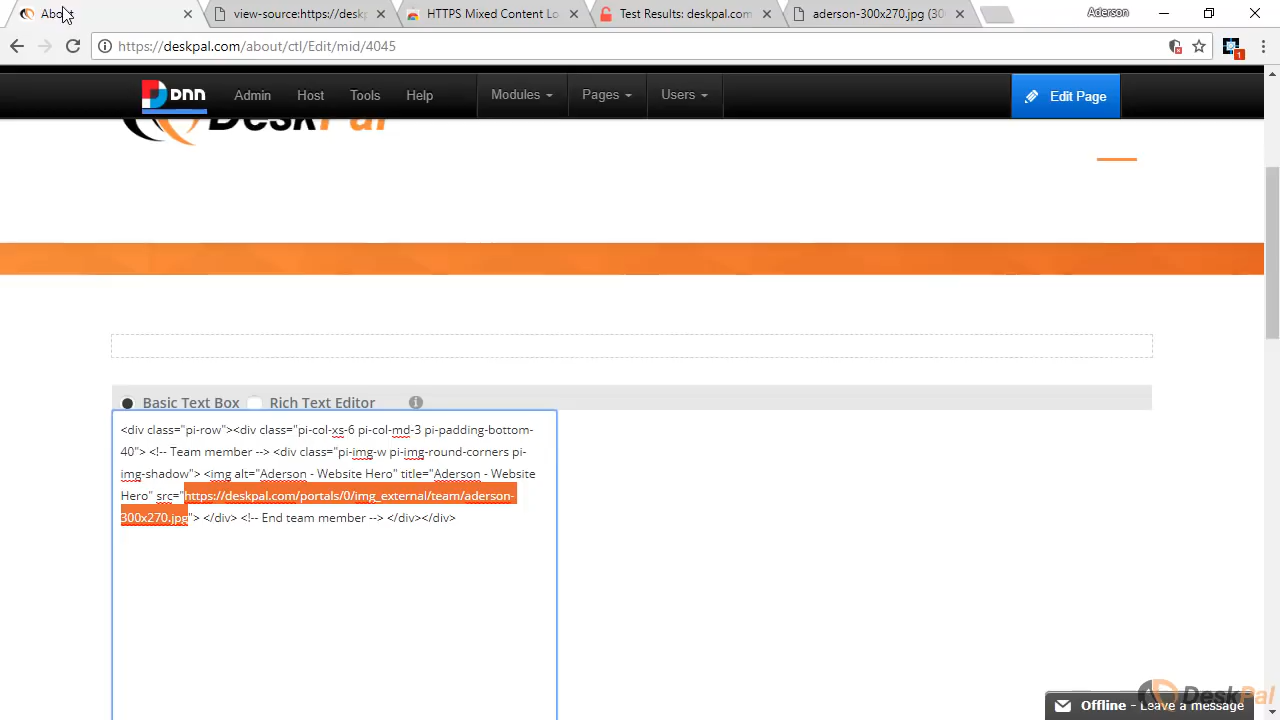 About
view-source:https://desk
HTTPS Mixed Content Lo
Test Results: deskpal.com
aderson-300x270.jpg (30
Aderson
https://deskpal.com/about/ctl/Edit/mid/4045
1
DNN
Admin
Host
Tools
Help
Modules
Pages
Users
Edit Page
DeskPal
Basic Text Box
Rich Text Editor
<div class="pi-row"><div class="pi-col-xs-6 pi-col-md-3 pi-padding-bottom-
40"> <!-- Team member --> <div class="pi-img-w pi-img-round-corners pi-
img-shadow"> <img alt="Aderson - Website Hero" title="Aderson - Website
Hero" src="https://deskpal.com/portals/0/img_external/team/aderson-
300x270.jpg"> </div> <!-- End team member --> </div></div>
DeskPal
Offline - Leave a message